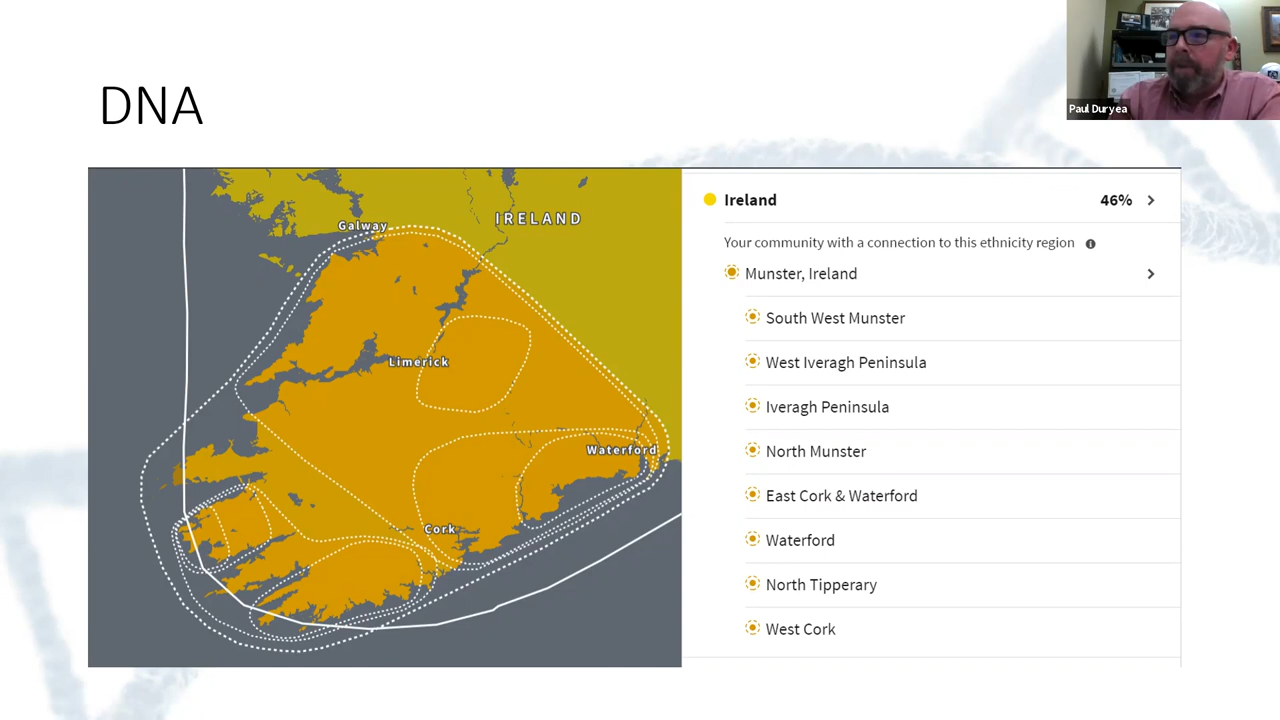 Paul Duryea
DNA
Galway
IRELAND
Limerick
Waterford
Cork
Ireland 46%
Your community with a connection to this ethnicity region
Munster, Ireland
South West Munster
West Iveragh Peninsula
Iveragh Peninsula
North Munster
East Cork & Waterford
Waterford
North Tipperary
West Cork